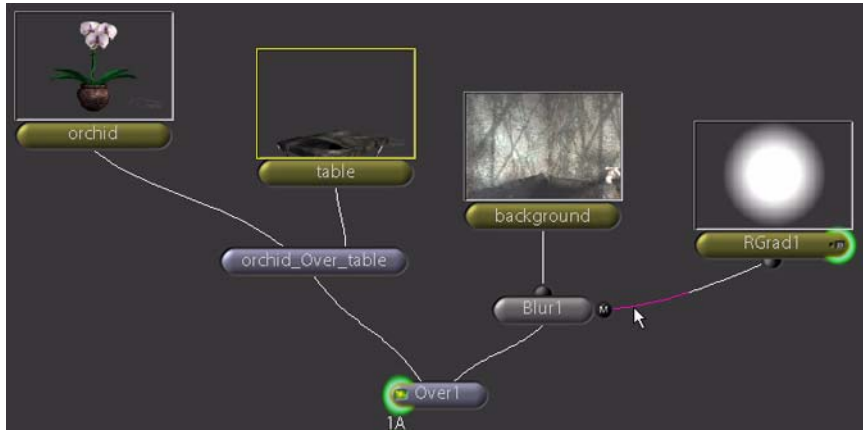 orchid
table
background
RGrad1
orchid_Over_table
Blur1
M
Over1
1A